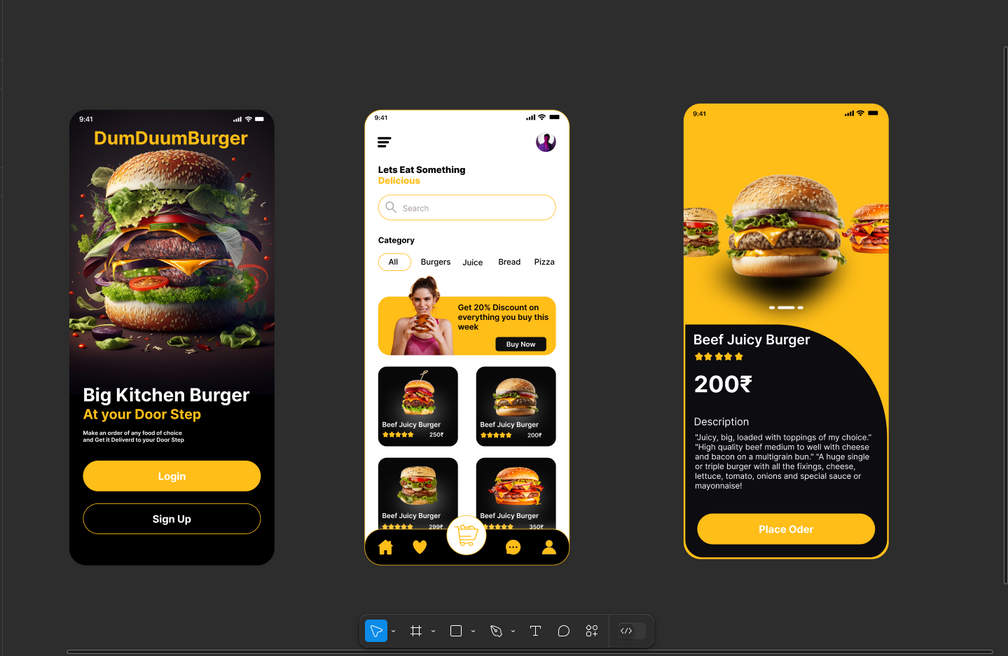 9:41
DumDuumBurger
Big Kitchen Burger
At your Door Step
Make an order of any food of choice
and Get it Deliverd to your Door Step
Login
Sign Up
9:41
Lets Eat Something
Delicious
Search
Category
All Burgers Juice Bread Pizza
Get 20% Discount on
everything you buy this
week
Buy Now
Beef Juicy Burger
250₹
Beef Juicy Burger
200₹
Beef Juicy Burger
299₹
Beef Juicy Burger
350₹
9:41
Beef Juicy Burger
200₹
Description
"Juicy, big, loaded with toppings of my choice."
"High quality beef medium to well with cheese
and bacon on a multigrain bun." "A huge single
or triple burger with all the fixings, cheese,
lettuce, tomato, onions and special sauce or
mayonnaise!
Place Oder